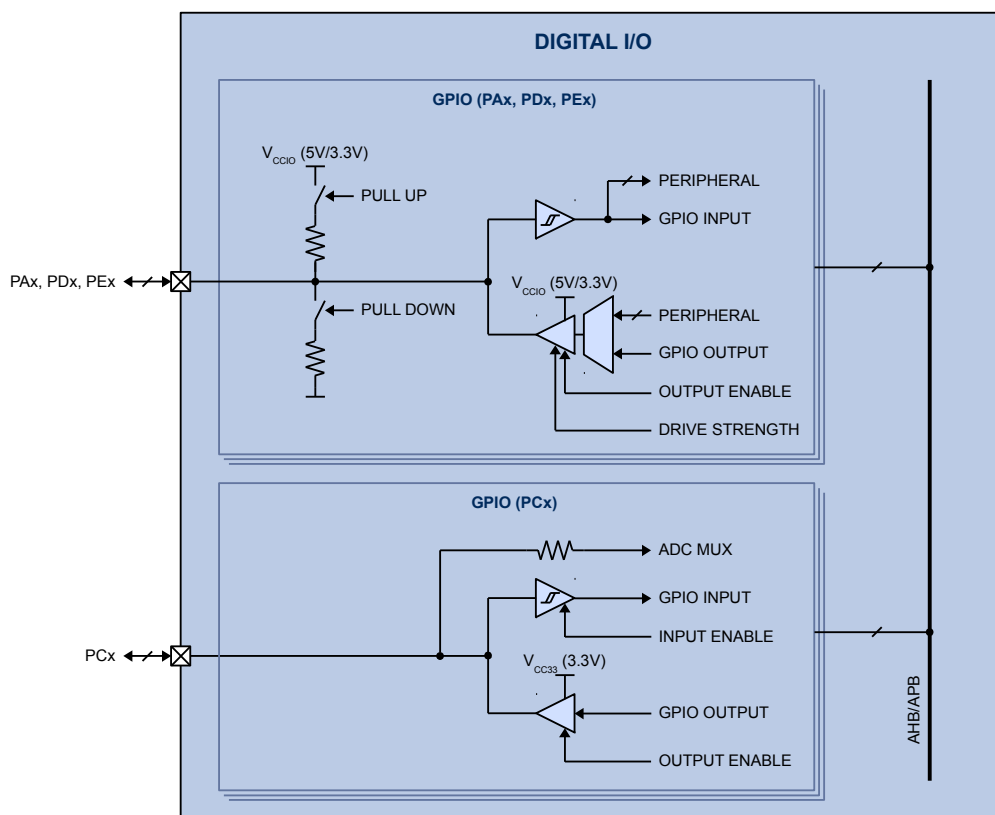 DIGITAL I/O
GPIO (PAx, PDx, PEx)
VCCIO (5V/3.3V)
PULL UP
PERIPHERAL
GPIO INPUT
PAx, PDx, PEx
PULL DOWN
VCCIO (5V/3.3V)
PERIPHERAL
GPIO OUTPUT
OUTPUT ENABLE
DRIVE STRENGTH
GPIO (PCx)
ADC MUX
GPIO INPUT
INPUT ENABLE
PCx
VCC33 (3.3V)
GPIO OUTPUT
OUTPUT ENABLE
AHB/APB